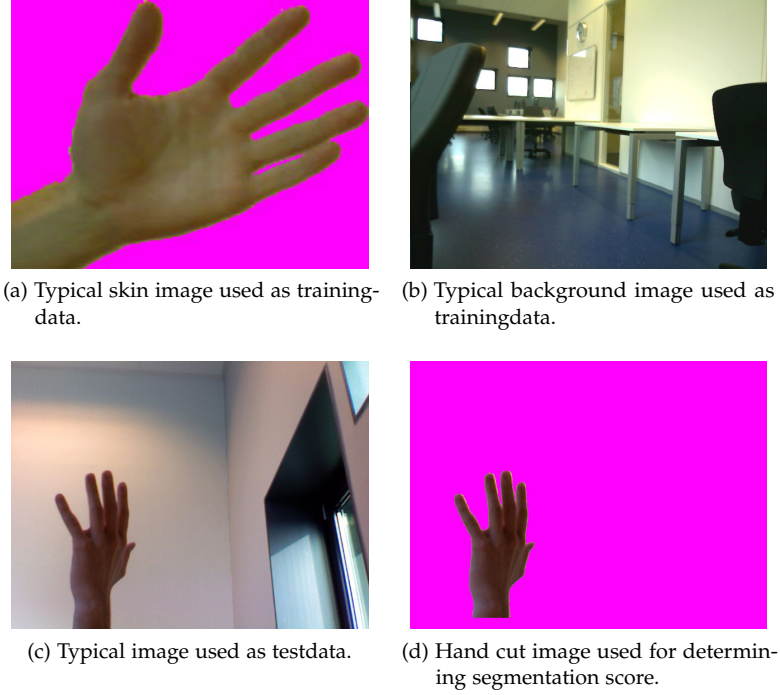 (a) Typical skin image used as training-
data.
(b) Typical background image used as
trainingdata.
(c) Typical image used as testdata.
(d) Hand cut image used for determin-
ing segmentation score.